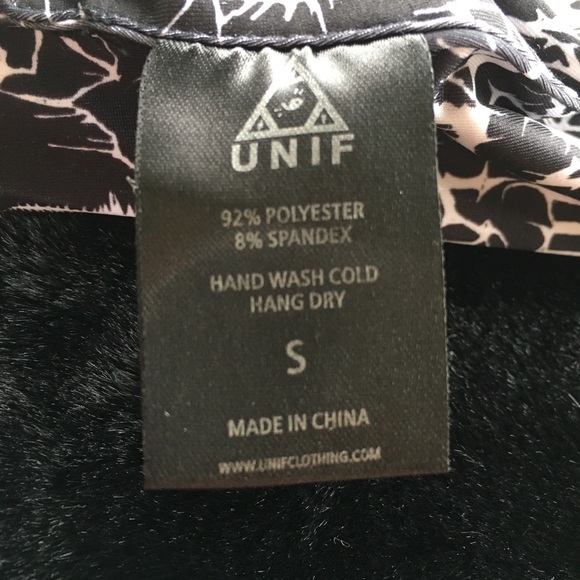 UNIF
92% POLYESTER
8% SPANDEX
HAND WASH COLD
HANG DRY
S
MADE IN CHINA
WWW.UNIFCLOTHING.COM